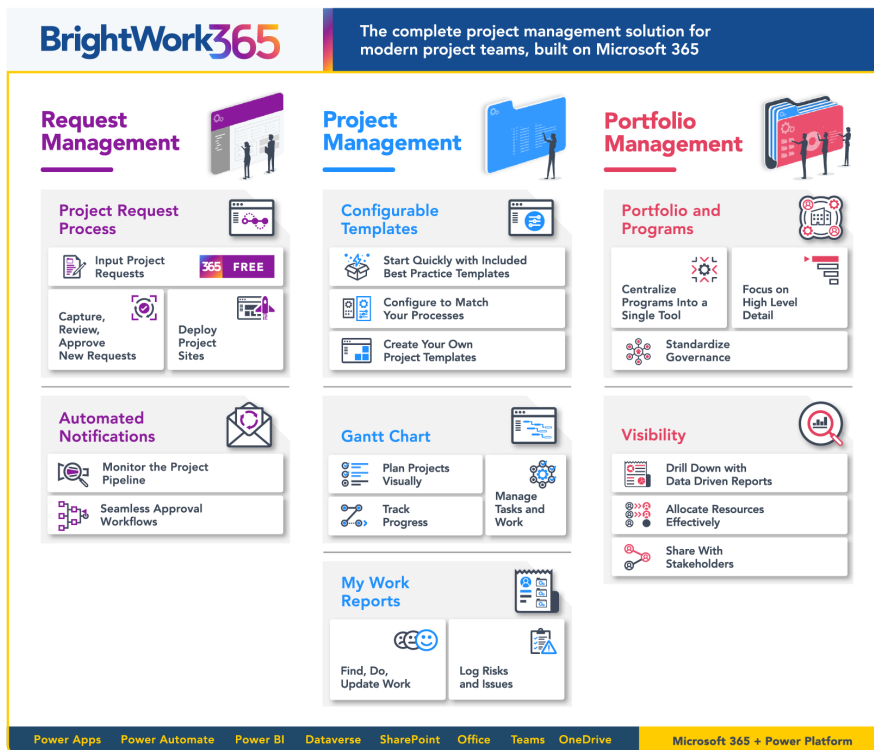 BrightWork365
The complete project management solution for
modern project teams, built on Microsoft 365
Request
Management
Project Request
Process
Input Project
Requests
365 FREE
Capture,
Review,
Approve
New Requests
Deploy
Project
Sites
Automated
Notifications
Monitor the Project
Pipeline
Seamless Approval
Workflows
Project
Management
Configurable
Templates
Start Quickly with Included
Best Practice Templates
Configure to Match
Your Processes
Create Your Own
Project Templates
Gantt Chart
Plan Projects
Visually
Track
Progress
Manage
Tasks and
Work
My Work
Reports
Find, Do,
Update Work
Log Risks
and Issues
Portfolio
Management
Portfolio and
Programs
Centralize
Programs Into a
Single Tool
Focus on
High Level
Detail
Standardize
Governance
Visibility
Drill Down with
Data Driven Reports
Allocate Resources
Effectively
Share With
Stakeholders
Power Apps Power Automate Power BI Dataverse SharePoint Office Teams OneDrive
Microsoft 365 + Power Platform